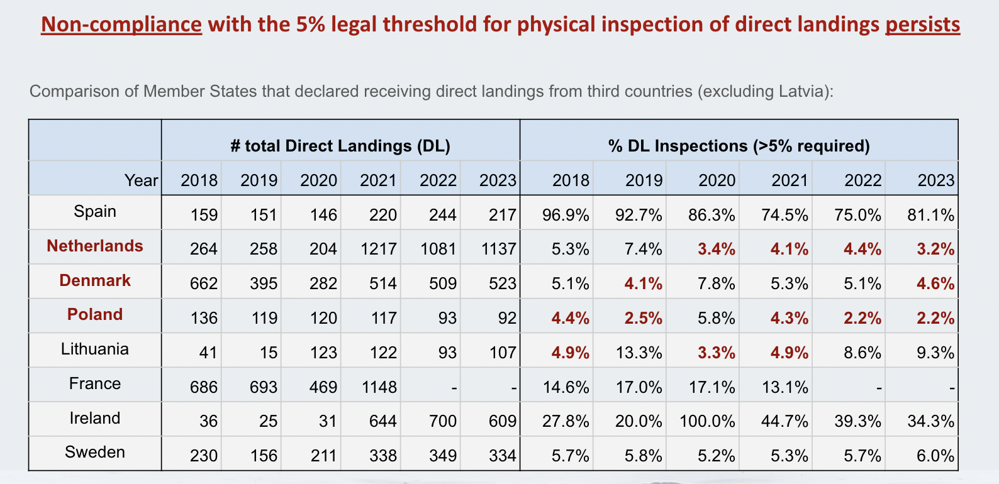 Non-compliance with the 5% legal threshold for physical inspection of direct landings persists
Comparison of Member States that declared receiving direct landings from third countries (excluding Latvia):
# total Direct Landings (DL) % DL Inspections (>5% required)
Year 2018 2019 2020 2021 2022 2023 2018 2019 2020 2021 2022 2023
Spain 159 151 146 220 244 217 96.9% 92.7% 86.3% 74.5% 75.0% 81.1%
Netherlands 264 258 204 1217 1081 1137 5.3% 7.4% 3.4% 4.1% 4.4% 3.2%
Denmark 662 395 282 514 509 523 5.1% 4.1% 7.8% 5.3% 5.1% 4.6%
Poland 136 119 120 117 93 92 4.4% 2.5% 5.8% 4.3% 2.2% 2.2%
Lithuania 41 15 123 122 93 107 4.9% 13.3% 3.3% 4.9% 8.6% 9.3%
France 686 693 469 1148 - - 14.6% 17.0% 17.1% 13.1% - -
Ireland 36 25 31 644 700 609 27.8% 20.0% 100.0% 44.7% 39.3% 34.3%
Sweden 230 156 211 338 349 334 5.7% 5.8% 5.2% 5.3% 5.7% 6.0%